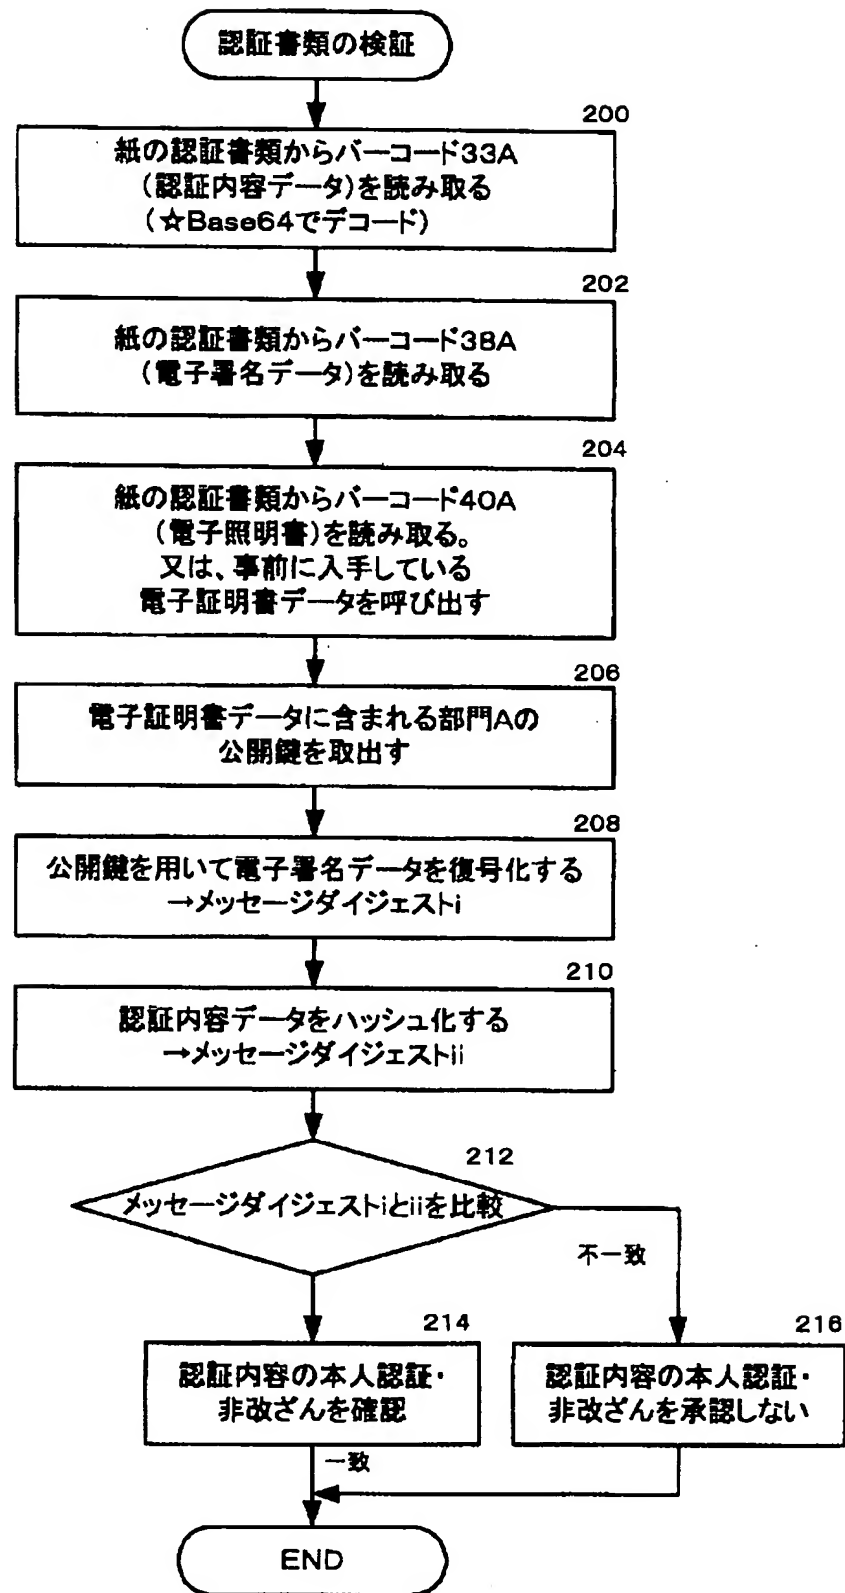 認証書類の検証
200
紙の認証書類からバーコード33A
(認証内容データ)を読み取る
(☆Base64でデコード)
202
紙の認証書類からバーコード38A
(電子署名データ)を読み取る
204
紙の認証書類からバーコード40A
(電子照明書)を読み取る。
又は、事前に入手している
電子証明書データを呼び出す
206
電子証明書データに含まれる部門Aの
公開鍵を取出す
208
公開鍵を用いて電子署名データを復号化する
→メッセージダイジェストi
210
認証内容データをハッシュ化する
→メッセージダイジェストii
212
メッセージダイジェストiとiiを比較
不一致
214
認証内容の本人認証・
非改ざんを確認
216
認証内容の本人認証・
非改ざんを承認しない
一致
END